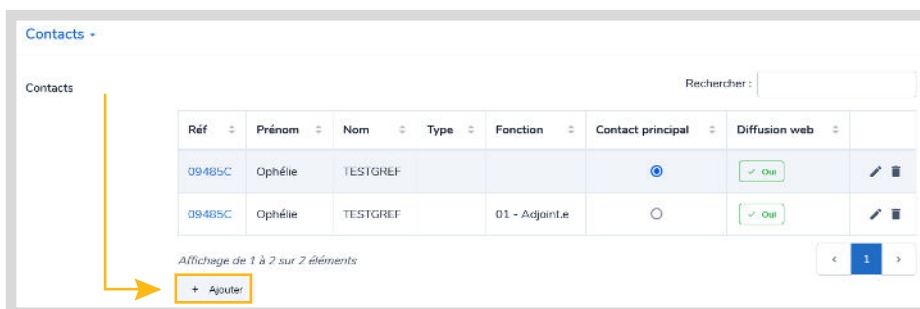 Contacts
Contacts
Rechercher :
Réf Prénom Nom Type Fonction Contact principal Diffusion web
09485C Ophélie TESTGREF Oui
09485C Ophélie TESTGREF 01 - Adjoint.e Oui
Affichage de 1 à 2 sur 2 éléments
< 1 >
+ Ajouter